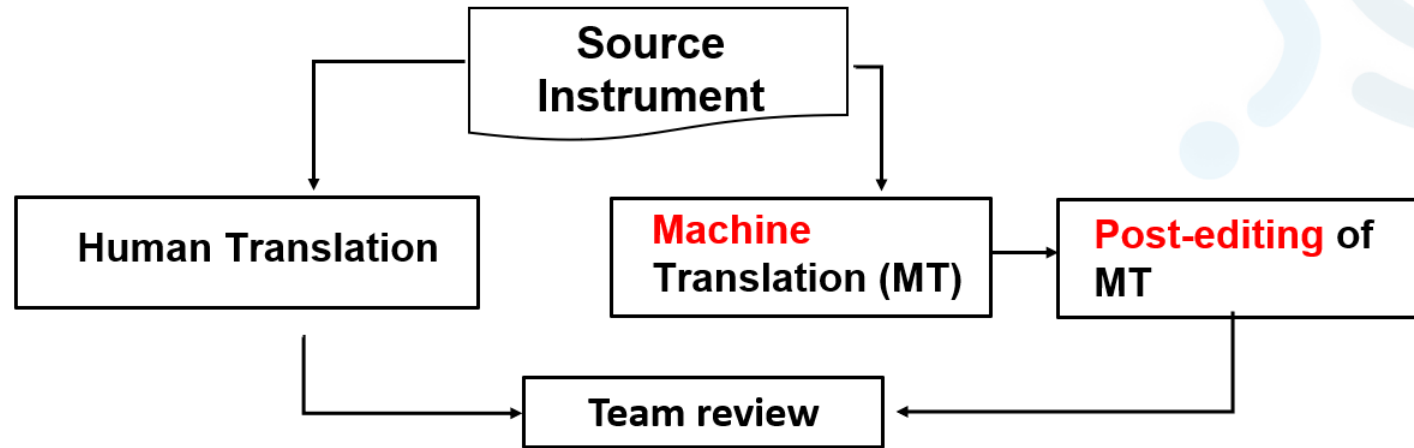 Source
Instrument
Human Translation
Machine
Translation (MT)
Post-editing of
MT
Team review